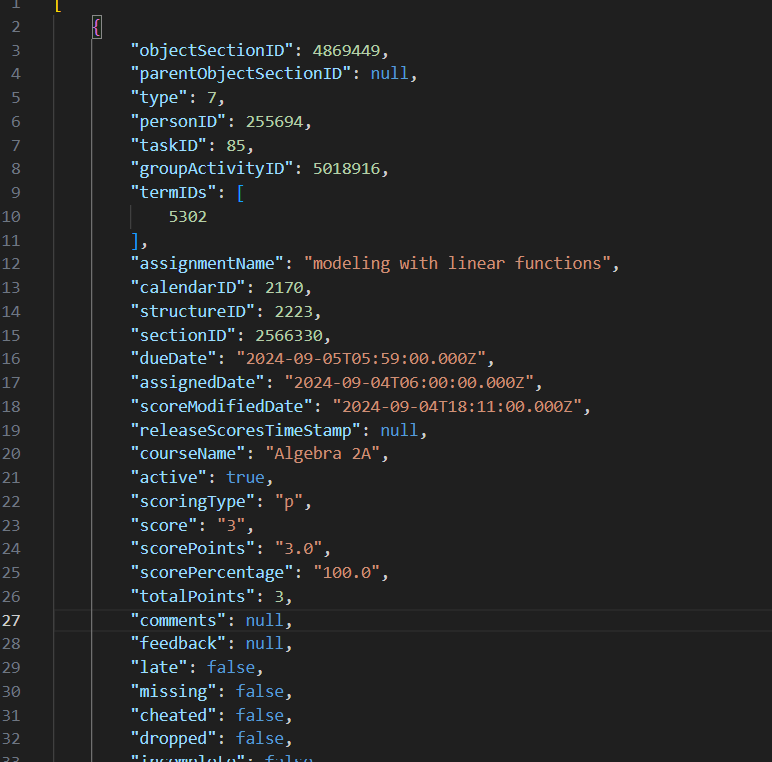 1 [
2 {
3 "objectSectionID": 4869449,
4 "parentObjectSectionID": null,
5 "type": 7,
6 "personID": 255694,
7 "taskID": 85,
8 "groupActivityID": 5018916,
9 "termIDs": [
10 5302
11 ],
12 "assignmentName": "modeling with linear functions",
13 "calendarID": 2170,
14 "structureID": 2223,
15 "sectionID": 2566330,
16 "dueDate": "2024-09-05T05:59:00.000Z",
17 "assignedDate": "2024-09-04T06:00:00.000Z",
18 "scoreModifiedDate": "2024-09-04T18:11:00.000Z",
19 "releaseScoresTimeStamp": null,
20 "courseName": "Algebra 2A",
21 "active": true,
22 "scoringType": "p",
23 "score": "3",
24 "scorePoints": "3.0",
25 "scorePercentage": "100.0",
26 "totalPoints": 3,
27 "comments": null,
28 "feedback": null,
29 "late": false,
30 "missing": false,
31 "cheated": false,
32 "dropped": false,
33 "incomplete": false